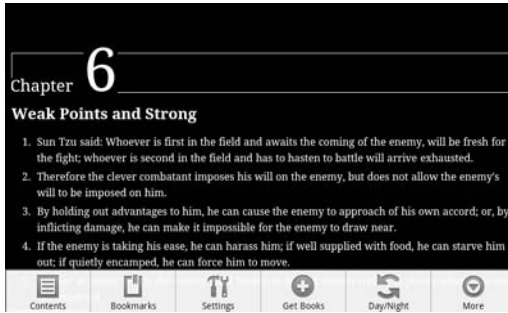 Chapter 6
Weak Points and Strong
1. Sun Tzu said: Whoever is first in the field and awaits the coming of the enemy, will be fresh for
the fight; whoever is second in the field and has to hasten to battle will arrive exhausted.
2. Therefore the clever combatant imposes his will on the enemy, but does not allow the enemy's
will to be imposed on him.
3. By holding out advantages to him, he can cause the enemy to approach of his own accord; or, by
inflicting damage, he can make it impossible for the enemy to draw near.
4. If the enemy is taking his ease, he can harass him; if well supplied with food, he can starve him
out; if quietly encamped, he can force him to move.
Contents Bookmarks Settings Get Books Day/Night More